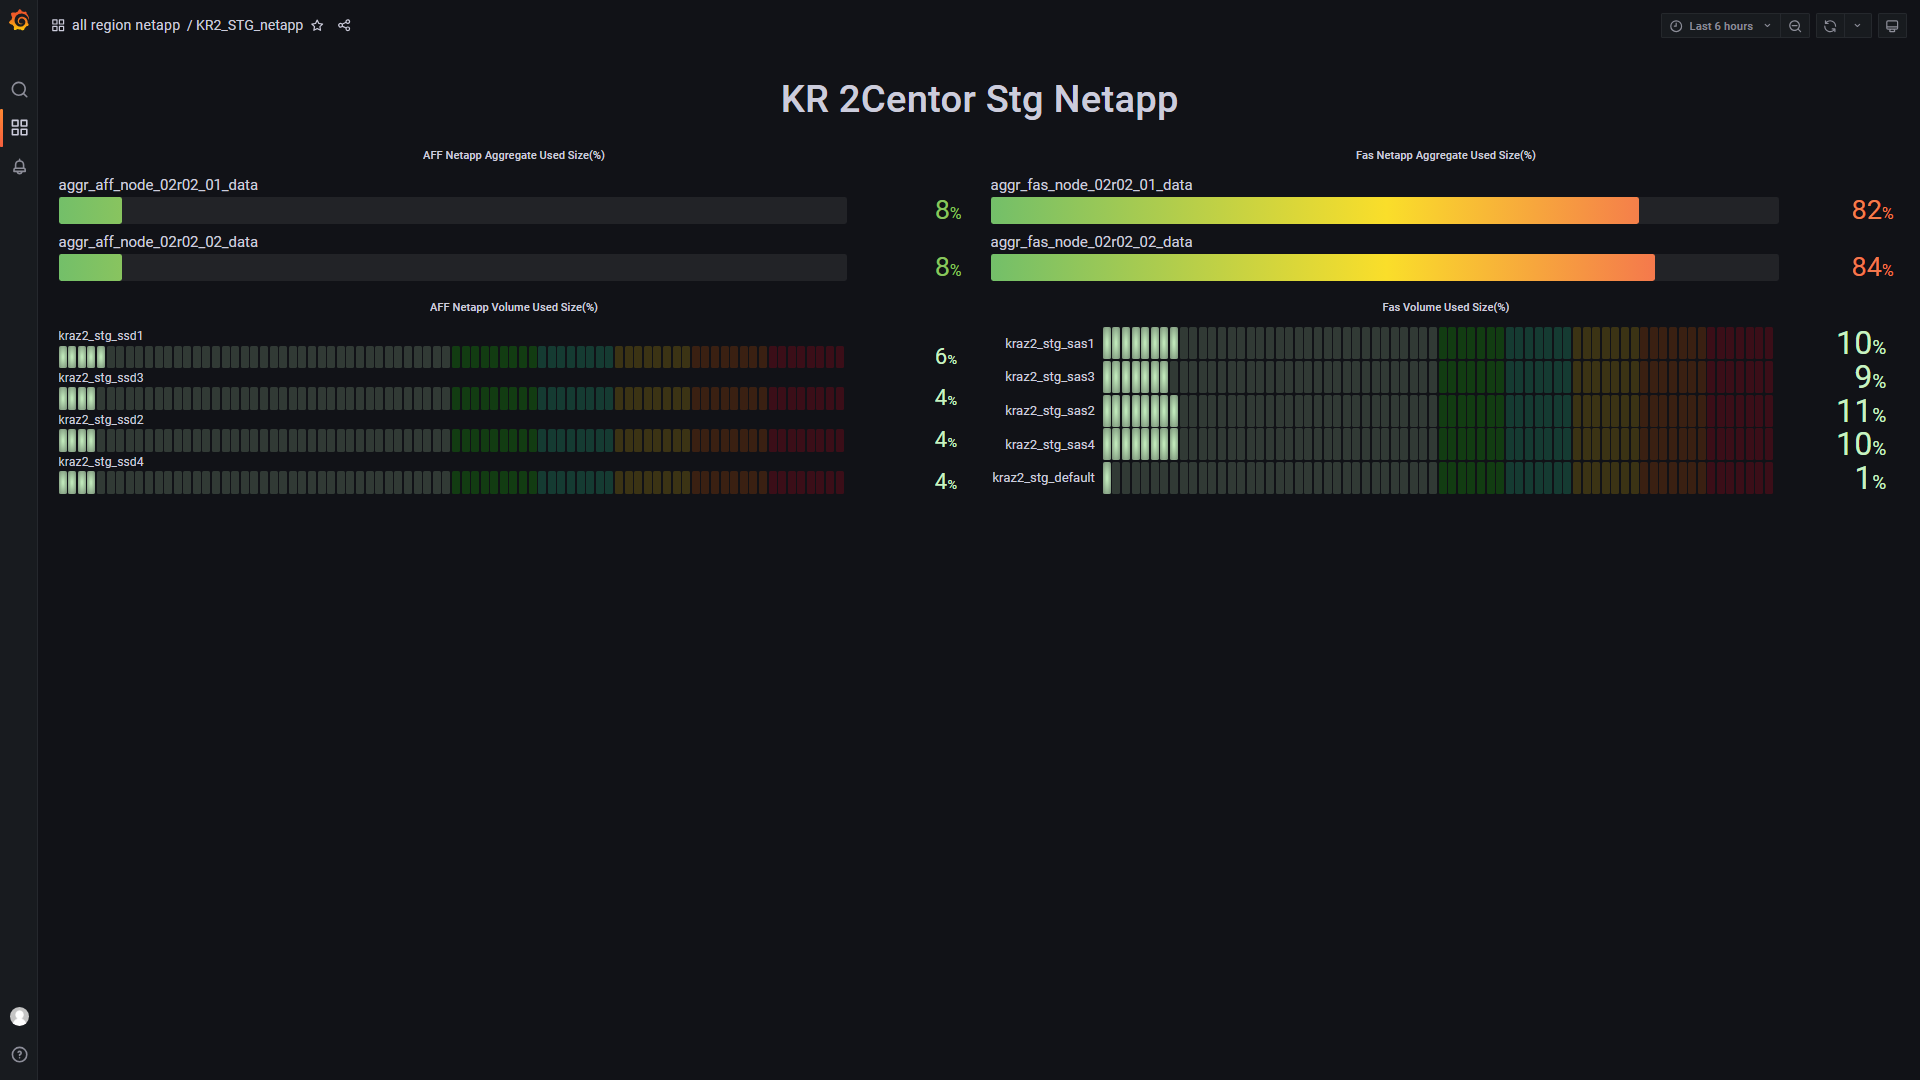 all region netapp / KR2_STG_netapp
Last 6 hours
KR 2Centor Stg Netapp
AFF Netapp Aggregate Used Size(%)
aggr_aff_node_02r02_01_data
8%
aggr_aff_node_02r02_02_data
8%
Fas Netapp Aggregate Used Size(%)
aggr_fas_node_02r02_01_data
82%
aggr_fas_node_02r02_02_data
84%
AFF Netapp Volume Used Size(%)
kraz2_stg_ssd1
6%
kraz2_stg_ssd3
4%
kraz2_stg_ssd2
4%
kraz2_stg_ssd4
4%
Fas Volume Used Size(%)
kraz2_stg_sas1
10%
kraz2_stg_sas3
9%
kraz2_stg_sas2
11%
kraz2_stg_sas4
10%
kraz2_stg_default
1%